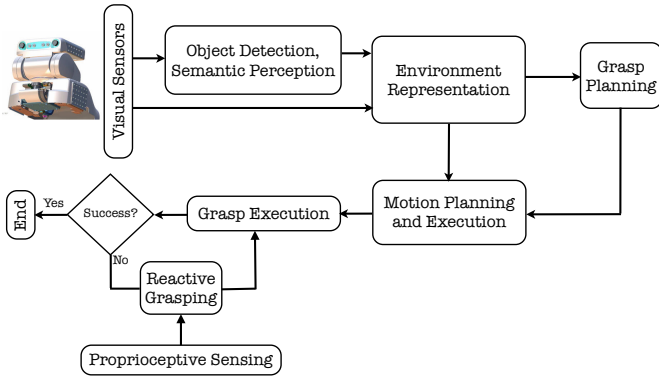 Visual Sensors
Object Detection,
Semantic Perception
Environment
Representation
Grasp
Planning
Motion Planning
and Execution
Grasp Execution
Success?
Yes
End
No
Reactive
Grasping
Proprioceptive Sensing